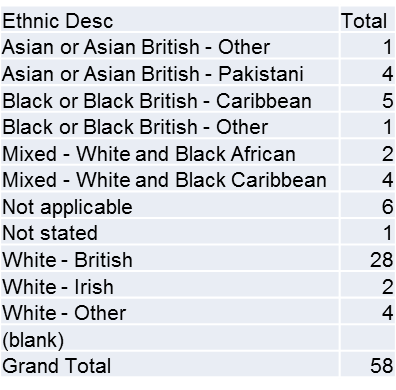 Ethnic Desc Total
Asian or Asian British - Other 1
Asian or Asian British - Pakistani 4
Black or Black British - Caribbean 5
Black or Black British - Other 1
Mixed - White and Black African 2
Mixed - White and Black Caribbean 4
Not applicable 6
Not stated 1
White - British 28
White - Irish 2
White - Other 4
(blank)
Grand Total 58